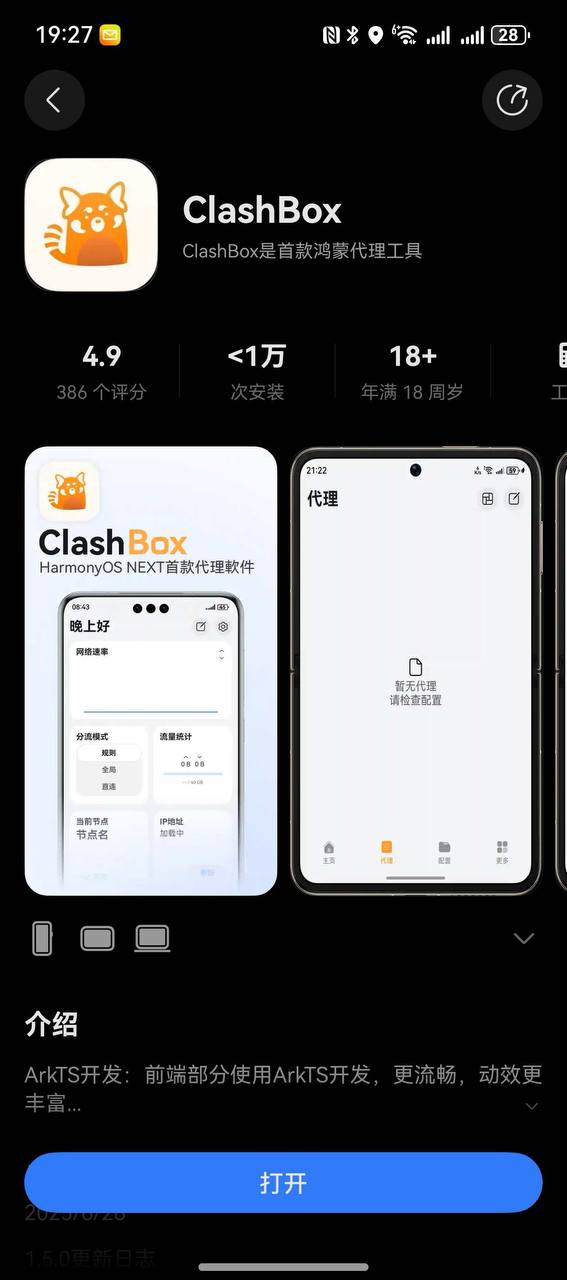 19:27
28
ClashBox
ClashBox是首款鸿蒙代理工具
4.9
386 个评分
<1万
次安装
18+
年满 18 周岁
工
ClashBox
HarmonyOS NEXT首款代理軟件
08:43
晚上好
网络速率
分流模式
规则
全局
直连
流量统计
0B 0B
当前节点
节点名
IP地址
加载中
21:22
59
代理
暂无代理
请检查配置
主页
代理
配置
更多
介绍
ArkTS开发：前端部分使用ArkTS开发，更流畅，动效更
丰富...
打开
2025/6/26
1.5.0更新日志